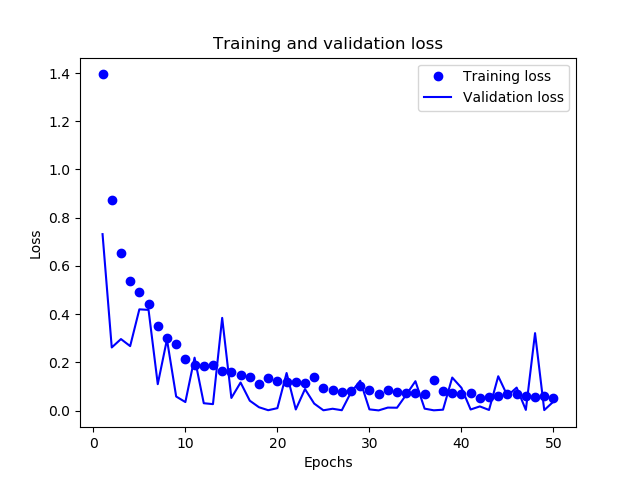 Training and validation loss
Training loss
Validation loss
1.4
1.2
1.0
0.8
0.6
0.4
0.2
0.0
Loss
0 10 20 30 40 50
Epochs